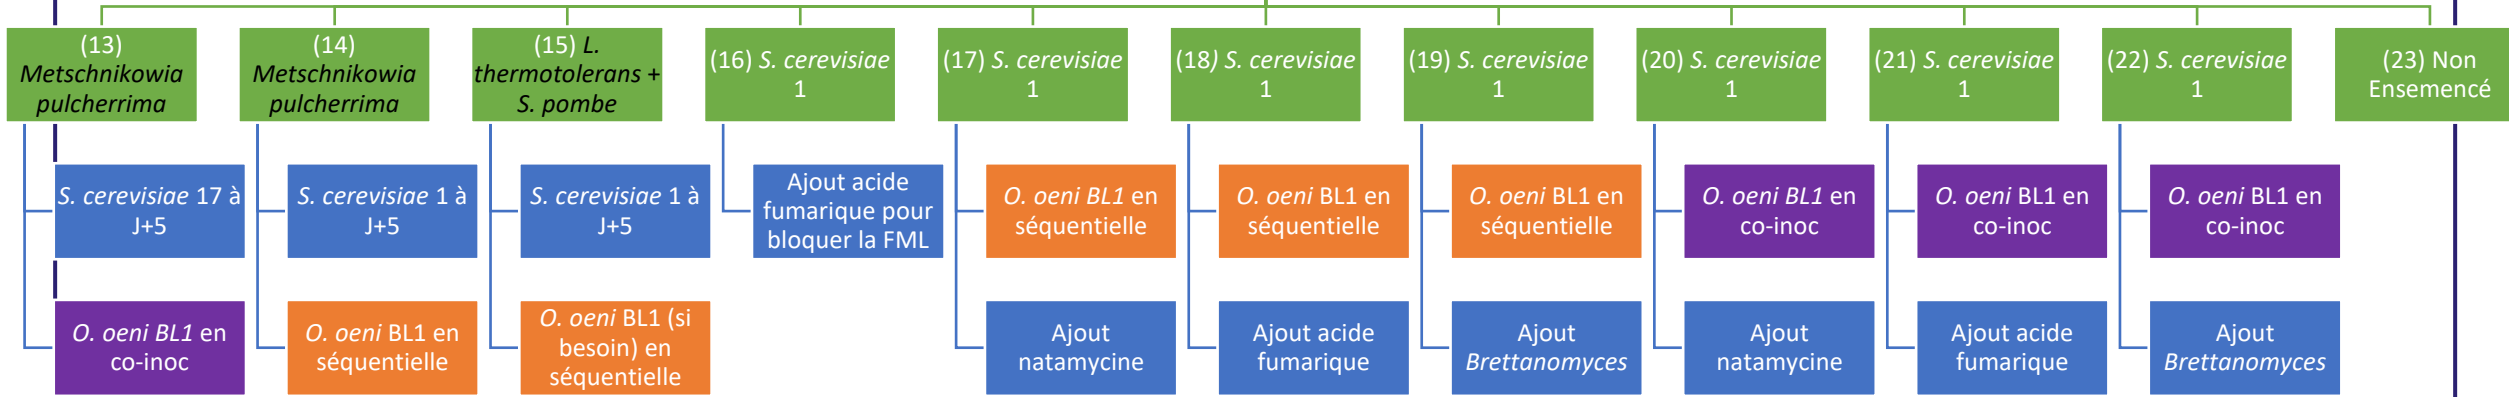 (13)
Metschnikowia
pulcherrima
(14)
Metschnikowia
pulcherrima
(15) L.
thermotolerans +
S. pombe
(16) S. cerevisiae
1
(17) S. cerevisiae
1
(18) S. cerevisiae
1
(19) S. cerevisiae
1
(20) S. cerevisiae
1
(21) S. cerevisiae
1
(22) S. cerevisiae
1
(23) Non
Ensemencé
S. cerevisiae 17 à
J+5
S. cerevisiae 1 à
J+5
S. cerevisiae 1 à
J+5
Ajout acide
fumarique pour
bloquer la FML
O. oeni BL1 en
séquentielle
O. oeni BL1 en
séquentielle
O. oeni BL1 en
séquentielle
O. oeni BL1 en
co-inoc
O. oeni BL1 en
co-inoc
O. oeni BL1 en
co-inoc
O. oeni BL1 en
co-inoc
O. oeni BL1 en
séquentielle
O. oeni BL1 (si
besoin) en
séquentielle
Ajout
natamycine
Ajout acide
fumarique
Ajout
Brettanomyces
Ajout
natamycine
Ajout acide
fumarique
Ajout
Brettanomyces